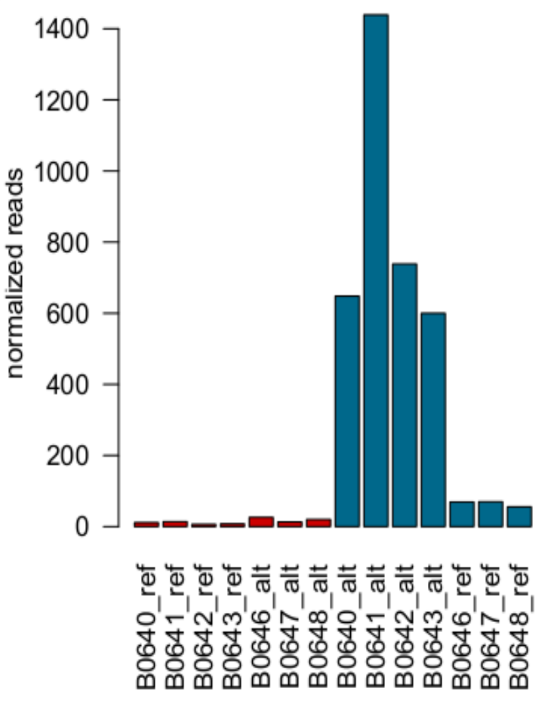 normalized reads
1400
1200
1000
800
600
400
200
0
B0640_ref
B0641_ref
B0642_ref
B0643_ref
B0646_alt
B0647_alt
B0648_alt
B0640_alt
B0641_alt
B0642_alt
B0643_alt
B0646_ref
B0647_ref
B0648_ref